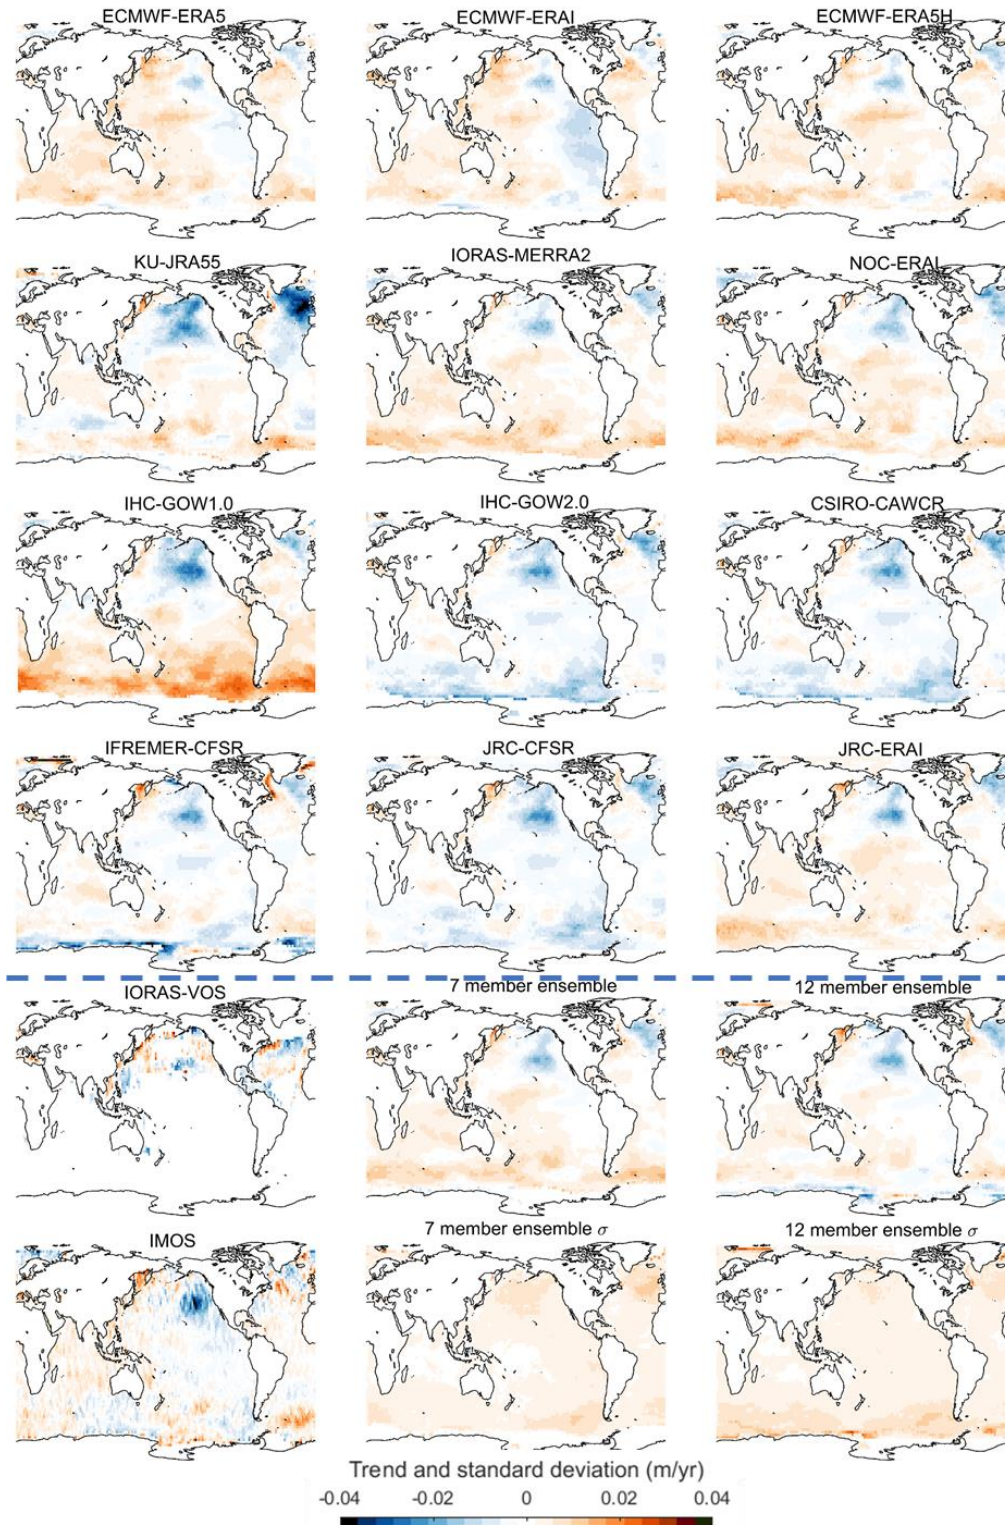 ECMWF-ERA5 ECMWF-ERAI ECMWF-ERA5H
KU-JRA55 IORAS-MERRA2 NOC-ERAI
IHC-GOW1.0 IHC-GOW2.0 CSIRO-CAWCR
IFREMER-CFSR JRC-CFSR JRC-ERAI
IORAS-VOS 7 member ensemble 12 member ensemble
IMOS 7 member ensemble σ 12 member ensemble σ
Trend and standard deviation (m/yr)
-0.04 -0.02 0 0.02 0.04